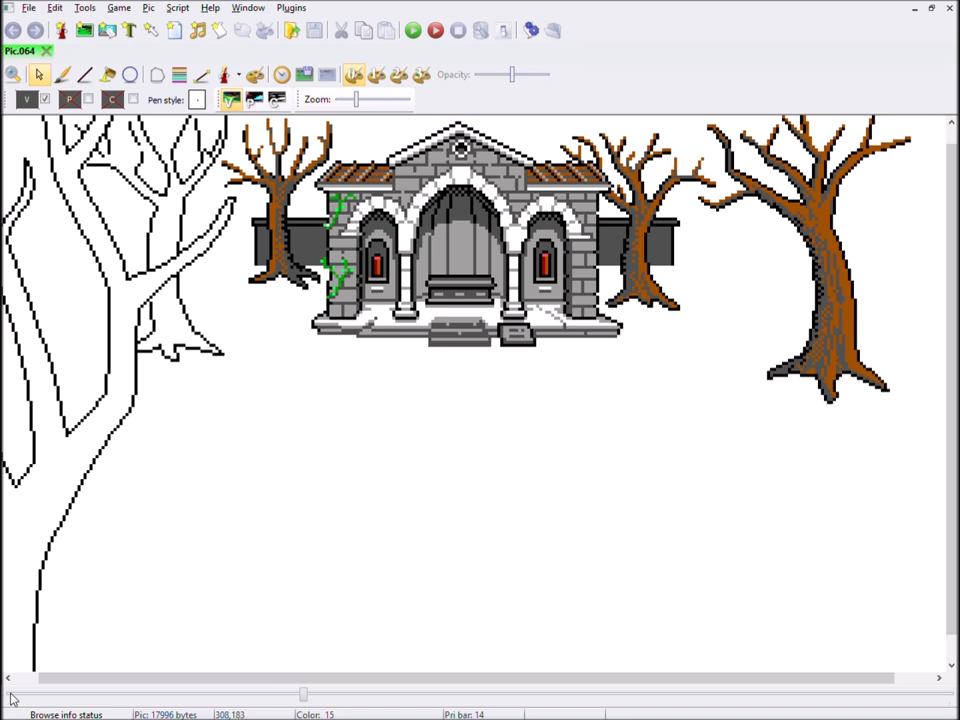 File Edit Tools Game Pic Script Help Window Plugins
Pic.064
Opacity:
V P C Pen style: V P C Zoom:
Browse info status Pic: 17996 bytes 308,183 Color: 15 Pri bar: 14